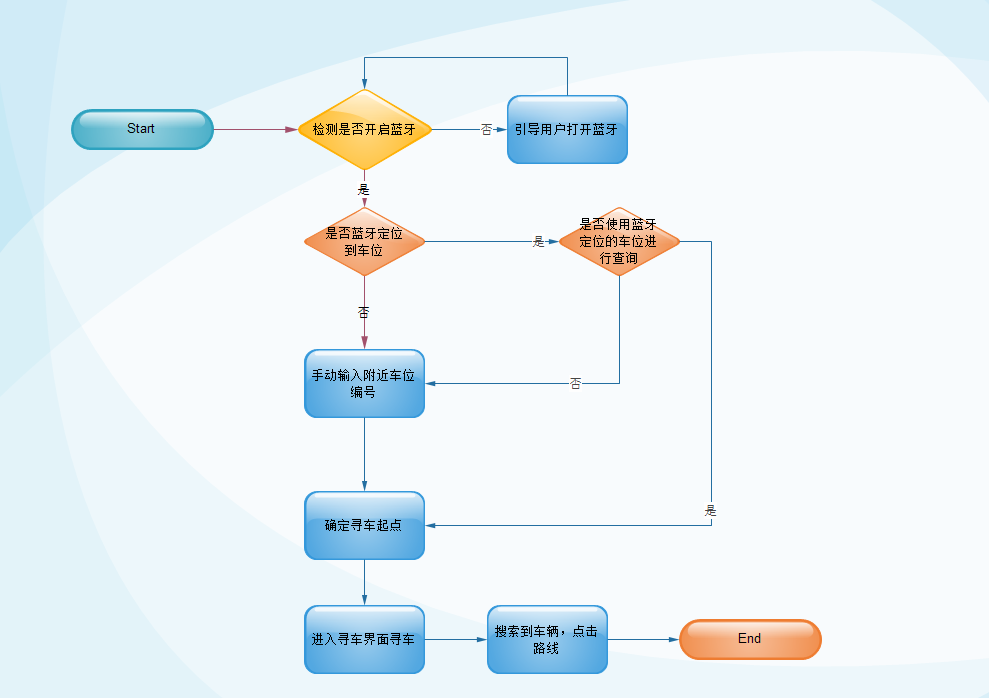 Start
检测是否开启蓝牙
否
引导用户打开蓝牙
是
是否蓝牙定位
到车位
是
是否使用蓝牙
定位的车位进
行查询
否
手动输入附近车位
编号
否
是
确定寻车起点
进入寻车界面寻车
搜索到车辆，点击
路线
End